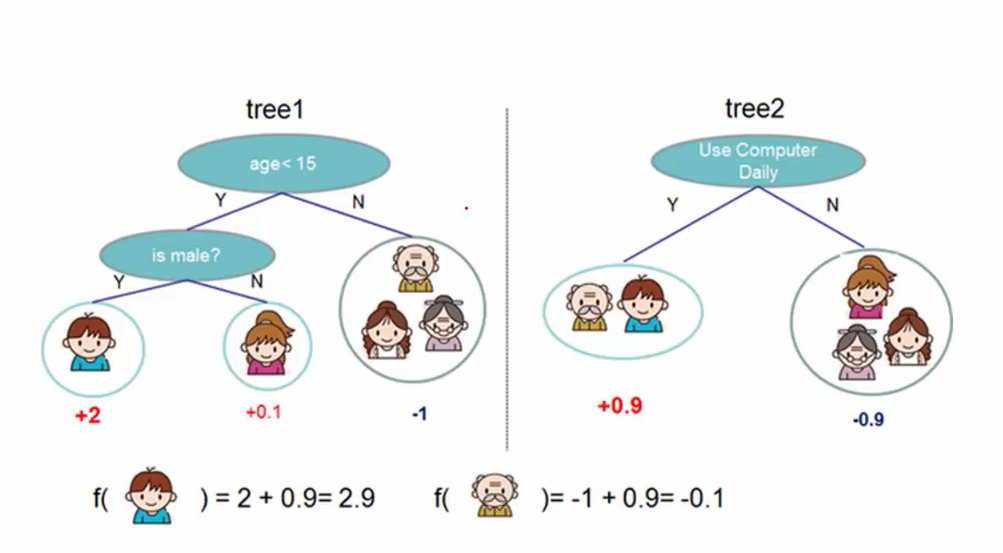 tree1
age< 15
Y
N
is male?
Y
N
+2
+0.1
-1
tree2
Use Computer
Daily
Y
N
+0.9
-0.9
f( ) = 2 + 0.9= 2.9
f( )= -1 + 0.9= -0.1